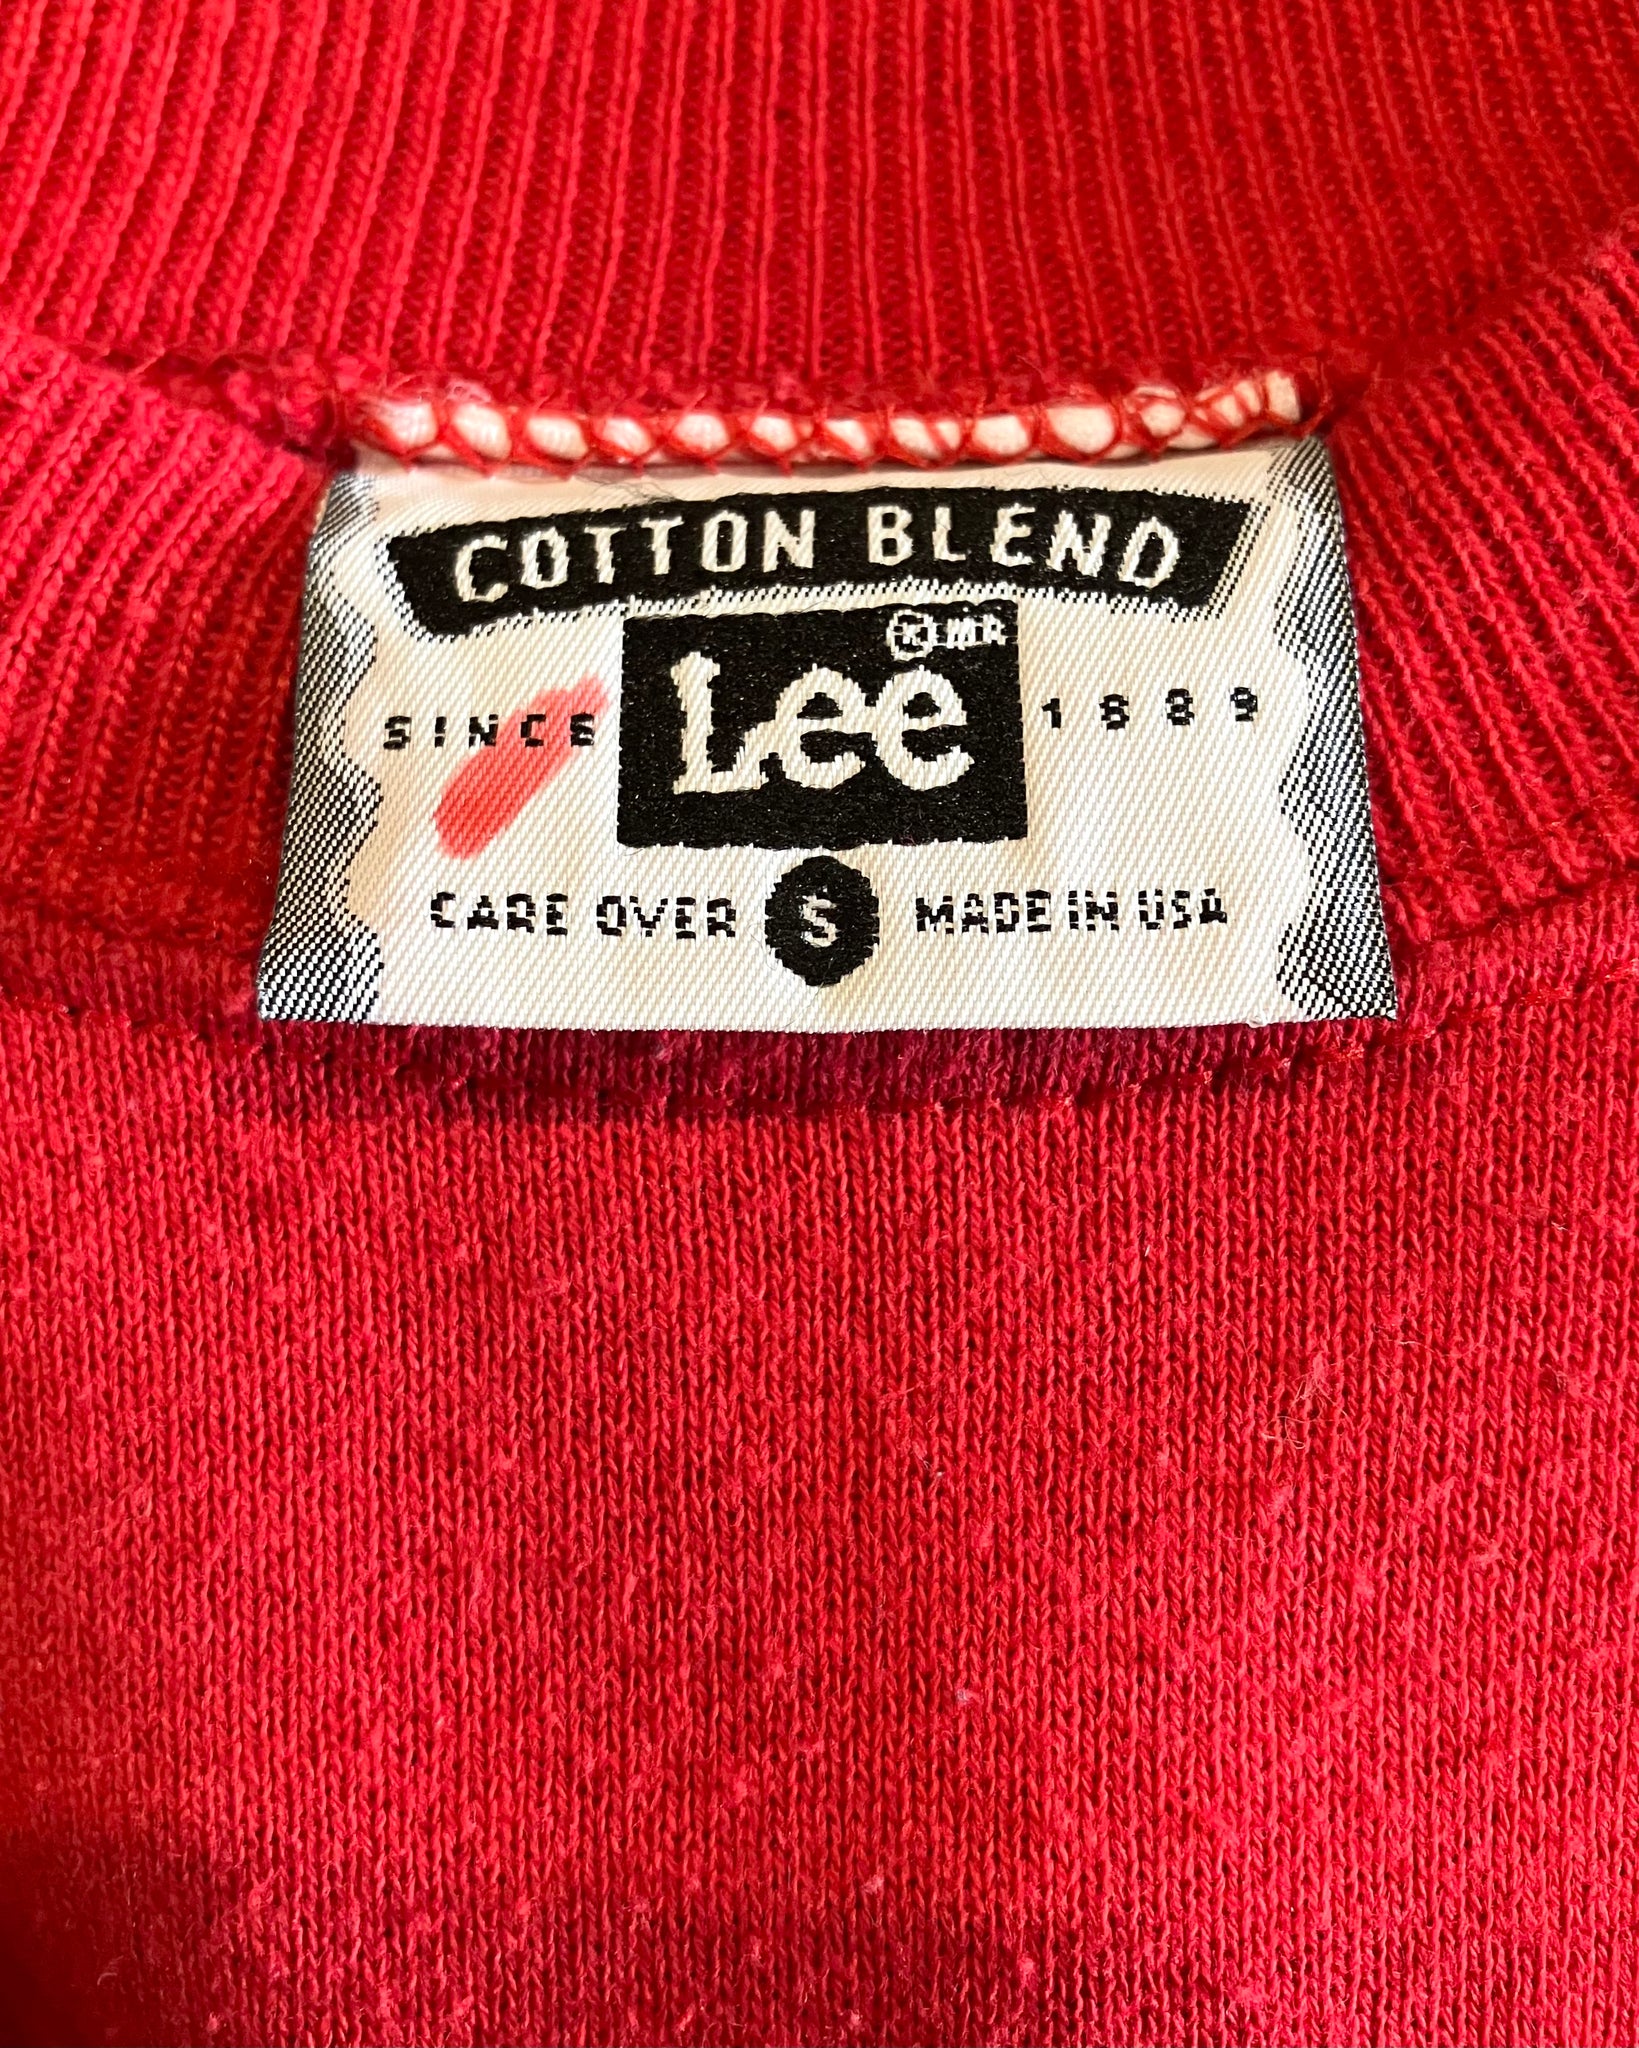 COTTON BLEND
® MR
SINCE Lee 1889
CARE OVER S MADE IN USA